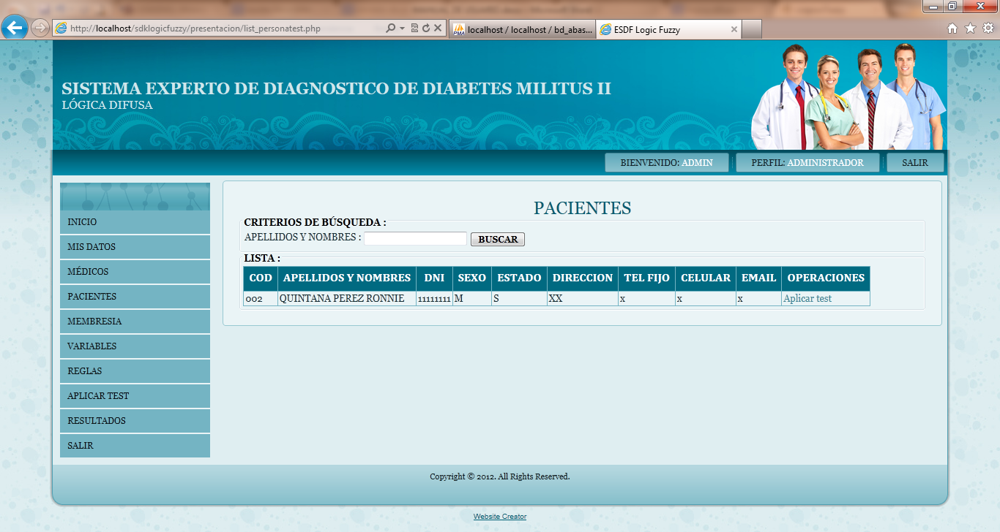 http://localhost/sdklogicfuzzy/presentacion/list_personatest.php
localhost / localhost / bd_abas...
ESDF Logic Fuzzy
SISTEMA EXPERTO DE DIAGNOSTICO DE DIABETES MILITUS II
LÓGICA DIFUSA
BIENVENIDO: ADMIN
PERFIL: ADMINISTRADOR
SALIR
INICIO
MIS DATOS
MÉDICOS
PACIENTES
MEMBRESIA
VARIABLES
REGLAS
APLICAR TEST
RESULTADOS
SALIR
PACIENTES
CRITERIOS DE BÚSQUEDA :
APELLIDOS Y NOMBRES : BUSCAR
LISTA :
COD APELLIDOS Y NOMBRES DNI SEXO ESTADO DIRECCION TEL FIJO CELULAR EMAIL OPERACIONES
002 QUINTANA PEREZ RONNIE 11111111 M S XX x x x Aplicar test
Copyright © 2012. All Rights Reserved.
Website Creator